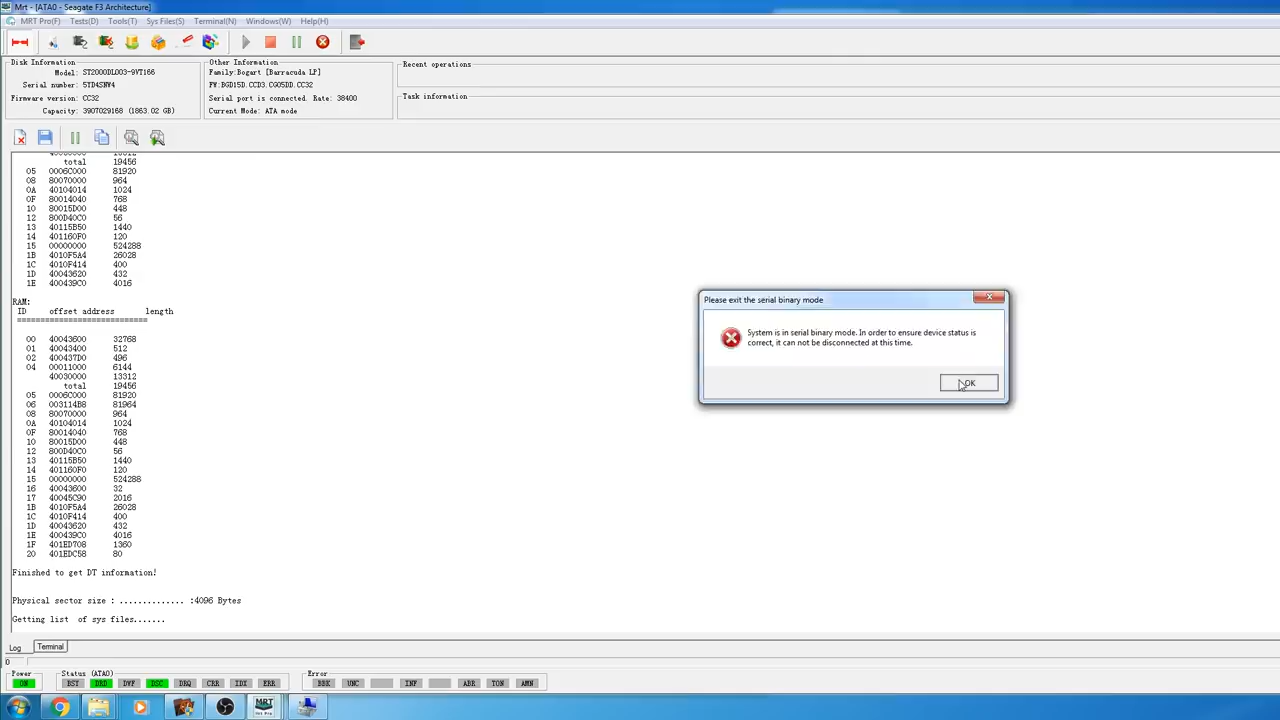 Mrt - [ATA0 - Seagate F3 Architecture]
MRT Pro(F) Tests(D) Tools(T) Sys Files(S) Terminal(N) Windows(W) Help(H)
Disk Information
Model: ST2000DL003-9VT166
Serial number: 5YD4SNW4
Firmware version: CC32
Capacity: 3907029168 (1863.02 GB)
Other Information
Family:Bogart [Barracuda LP]
FW:BGD15D.CCD3.CG05DD.CC32
Serial port is connected. Rate: 38400
Current Mode: ATA mode
Recent operations
Task information
total 19456
05 0006C000 81920
08 80070000 964
0A 40104014 1024
0F 80014040 768
10 80015D00 448
12 800D40C0 56
13 40115B50 1440
14 401160F0 120
15 00000000 524288
1B 4010F5A4 26028
1C 4010F414 400
1D 40043620 432
1E 400439C0 4016
RAM:
ID offset address length
============================
00 40043600 32768
01 40043400 512
02 400437D0 496
04 00011000 6144
40030000 13312
total 19456
05 0006C000 81920
06 003114B8 81964
08 80070000 964
0A 40104014 1024
0F 80014040 768
10 80015D00 448
12 800D40C0 56
13 40115B50 1440
14 401160F0 120
15 00000000 524288
16 40043600 32
17 40045C90 2016
1B 4010F5A4 26028
1C 4010F414 400
1D 40043620 432
1E 400439C0 4016
1F 401ED708 1360
20 401EDC58 80
Finished to get DT information!
Physical sector size : .............. :4096 Bytes
Getting list of sys files.......
Please exit the serial binary mode
System is in serial binary mode. In order to ensure device status is
correct, it can not be disconnected at this time.
OK
Log Terminal
0
Power Status (ATA0) Error
ON BSY DRD DWF DSC DRQ CRR IDX ERR BBK UNC INF ABR TON AMN
MRT
Mrt Pro